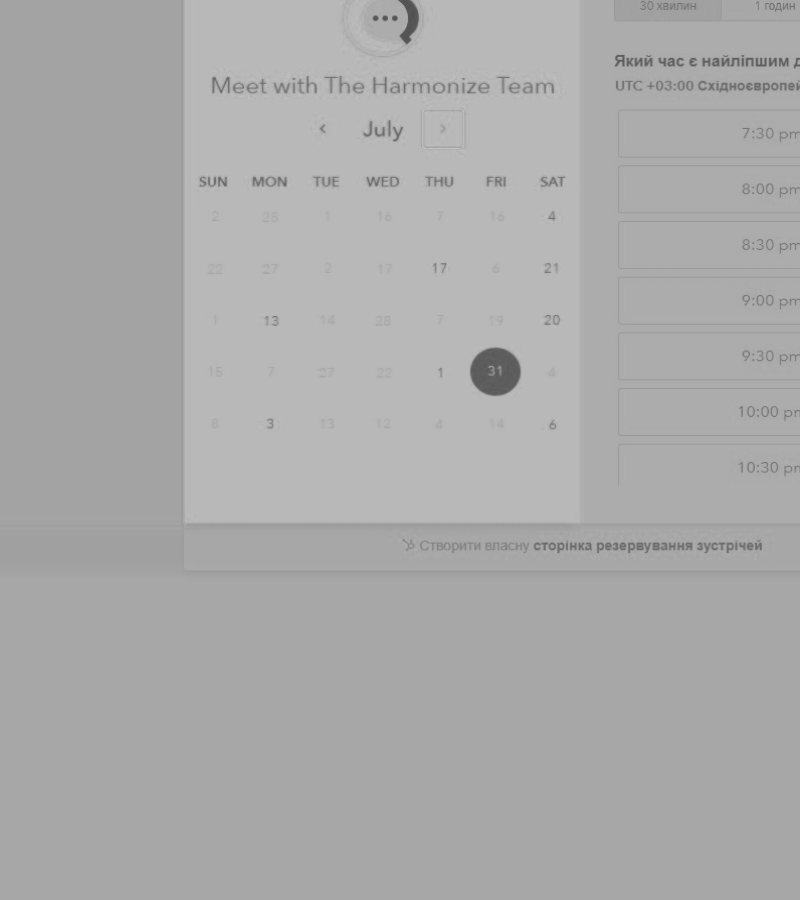 Meet with The Harmonize Team
July
SUN MON TUE WED THU FRI SAT
2 25 1 16 7 16 4
22 27 2 17 17 6 21
1 13 14 28 7 19 20
15 7 27 22 1 31 4
8 3 13 12 4 14 6
30 хвилин 1 годин
Який час є найліпшим д
UTC +03:00 Східноєвропей
7:30 pm
8:00 pm
8:30 pm
9:00 pm
9:30 pm
10:00 pm
10:30 pm
Створити власну сторінка резервування зустрічей